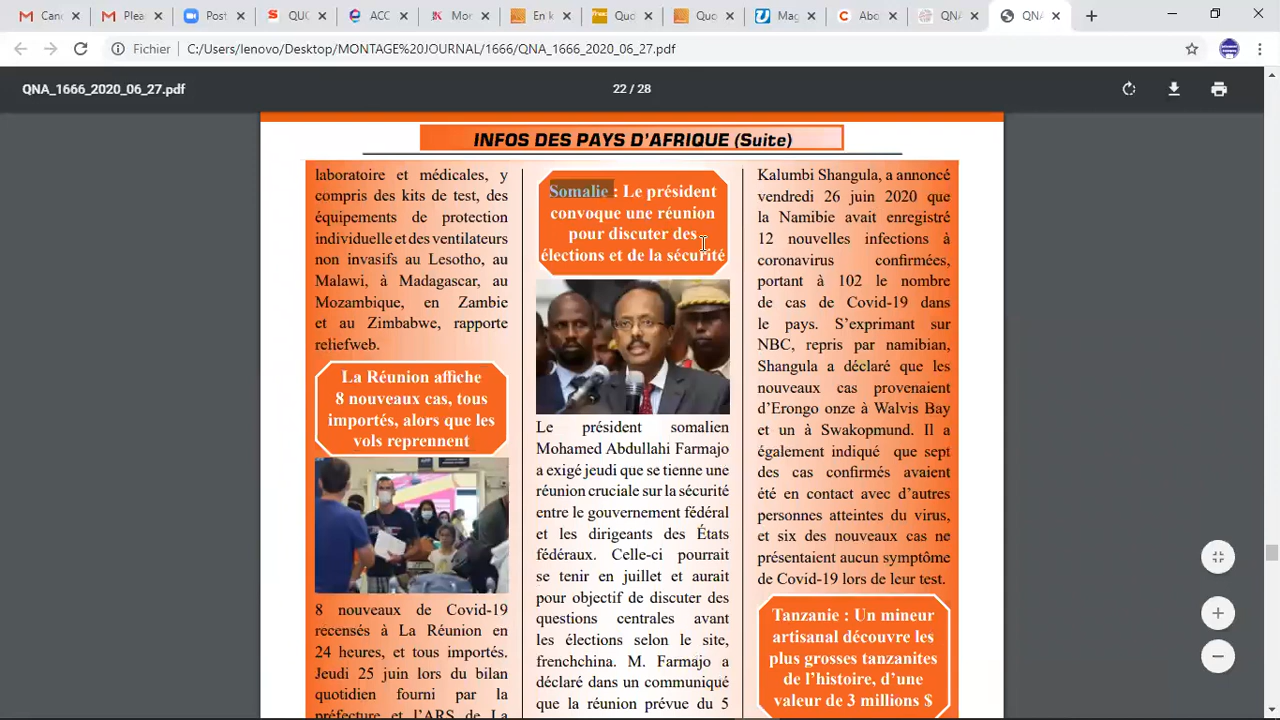 Canc
Pleas
Post
QUO
ACC
Mon
En k
Quo
Quo
Mag
Abo
QNA
QNA
Fichier
C:/Users/lenovo/Desktop/MONTAGE%20JOURNAL/1666/QNA_1666_2020_06_27.pdf
QNA_1666_2020_06_27.pdf
22 / 28
INFOS DES PAYS D’AFRIQUE (Suite)
laboratoire et médicales, y
compris des kits de test, des
équipements de protection
individuelle et des ventilateurs
non invasifs au Lesotho, au
Malawi, à Madagascar, au
Mozambique, en Zambie
et au Zimbabwe, rapporte
reliefweb.
La Réunion affiche
8 nouveaux cas, tous
importés, alors que les
vols reprennent
8 nouveaux de Covid-19
recensés à La Réunion en
24 heures, et tous importés.
Jeudi 25 juin lors du bilan
quotidien fourni par la
préfecture et l’ARS de La
Somalie : Le président
convoque une réunion
pour discuter des
élections et de la sécurité
Le président somalien
Mohamed Abdullahi Farmajo
a exigé jeudi que se tienne une
réunion cruciale sur la sécurité
entre le gouvernement fédéral
et les dirigeants des États
fédéraux. Celle-ci pourrait
se tenir en juillet et aurait
pour objectif de discuter des
questions centrales avant
les élections selon le site,
frenchchina. M. Farmajo a
déclaré dans un communiqué
que la réunion prévue du 5
Kalumbi Shangula, a annoncé
vendredi 26 juin 2020 que
la Namibie avait enregistré
12 nouvelles infections à
coronavirus confirmées,
portant à 102 le nombre
de cas de Covid-19 dans
le pays. S’exprimant sur
NBC, repris par namibian,
Shangula a déclaré que les
nouveaux cas provenaient
d’Erongo onze à Walvis Bay
et un à Swakopmund. Il a
également indiqué que sept
des cas confirmés avaient
été en contact avec d’autres
personnes atteintes du virus,
et six des nouveaux cas ne
présentaient aucun symptôme
de Covid-19 lors de leur test.
Tanzanie : Un mineur
artisanal découvre les
plus grosses tanzanites
de l’histoire, d’une
valeur de 3 millions $